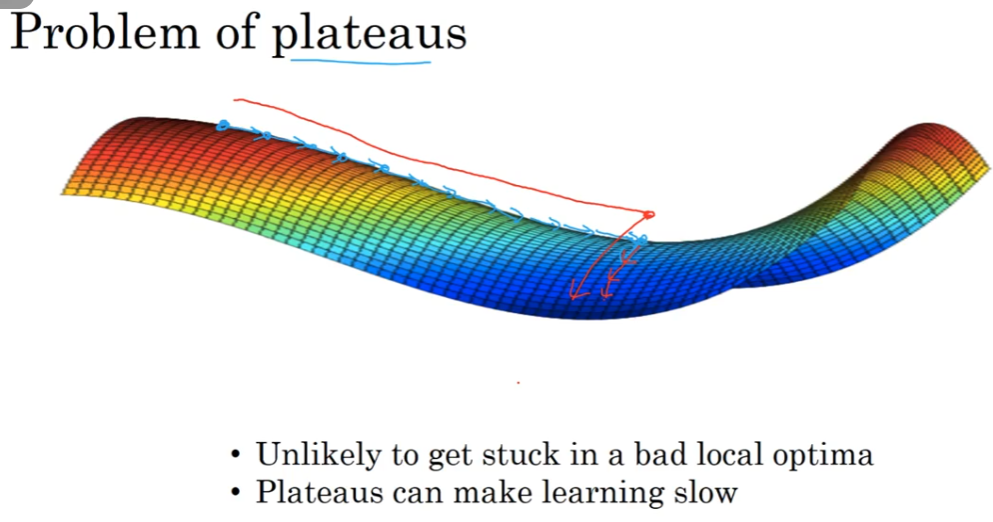 Problem of plateaus
• Unlikely to get stuck in a bad local optima
• Plateaus can make learning slow